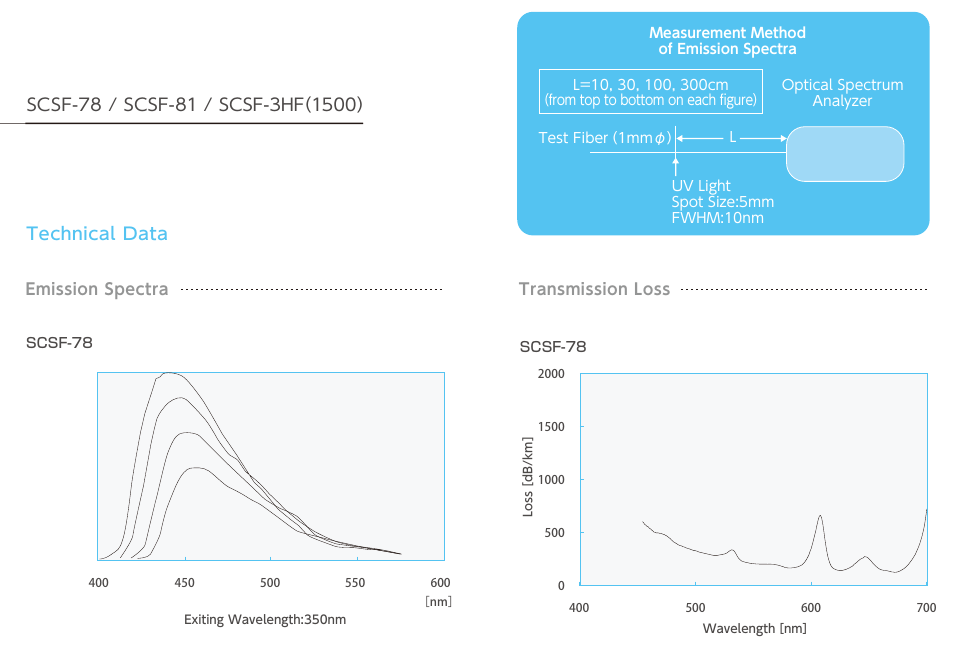 Measurement Method
of Emission Spectra
L=10, 30, 100, 300cm
(from top to bottom on each figure)
Optical Spectrum
Analyzer
Test Fiber (1mmφ)
L
UV Light
Spot Size:5mm
FWHM:10nm
SCSF-78 / SCSF-81 / SCSF-3HF(1500)
Technical Data
Emission Spectra
SCSF-78
400 450 500 550 600
[nm]
Exiting Wavelength:350nm
Transmission Loss
SCSF-78
2000
1500
1000
500
0
Loss [dB/km]
400 500 600 700
Wavelength [nm]